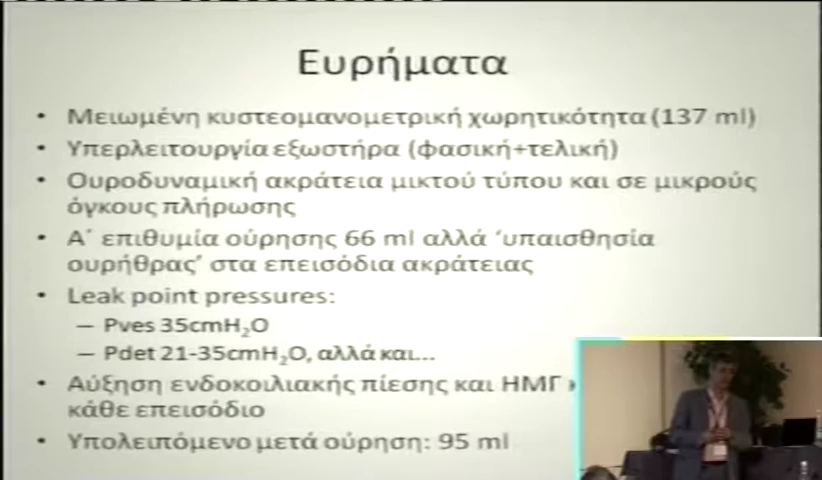 Ευρήματα
• Μειωμένη κυστεομανομετρική χωρητικότητα (137 ml)
• Υπερλειτουργία εξωστήρα (φασική+τελική)
• Ουροδυναμική ακράτεια μικτού τύπου και σε μικρούς
όγκους πλήρωσης
• Α΄ επιθυμία ούρησης 66 ml αλλά ‘υπαισθησία
ουρήθρας’ στα επεισόδια ακράτειας
• Leak point pressures:
– Pves 35cmH₂O
– Pdet 21-35cmH₂O, αλλά και...
• Αύξηση ενδοκοιλιακής πίεσης και ΗΜΓ
κάθε επεισόδιο
• Υπολειπόμενο μετά ούρηση: 95 ml